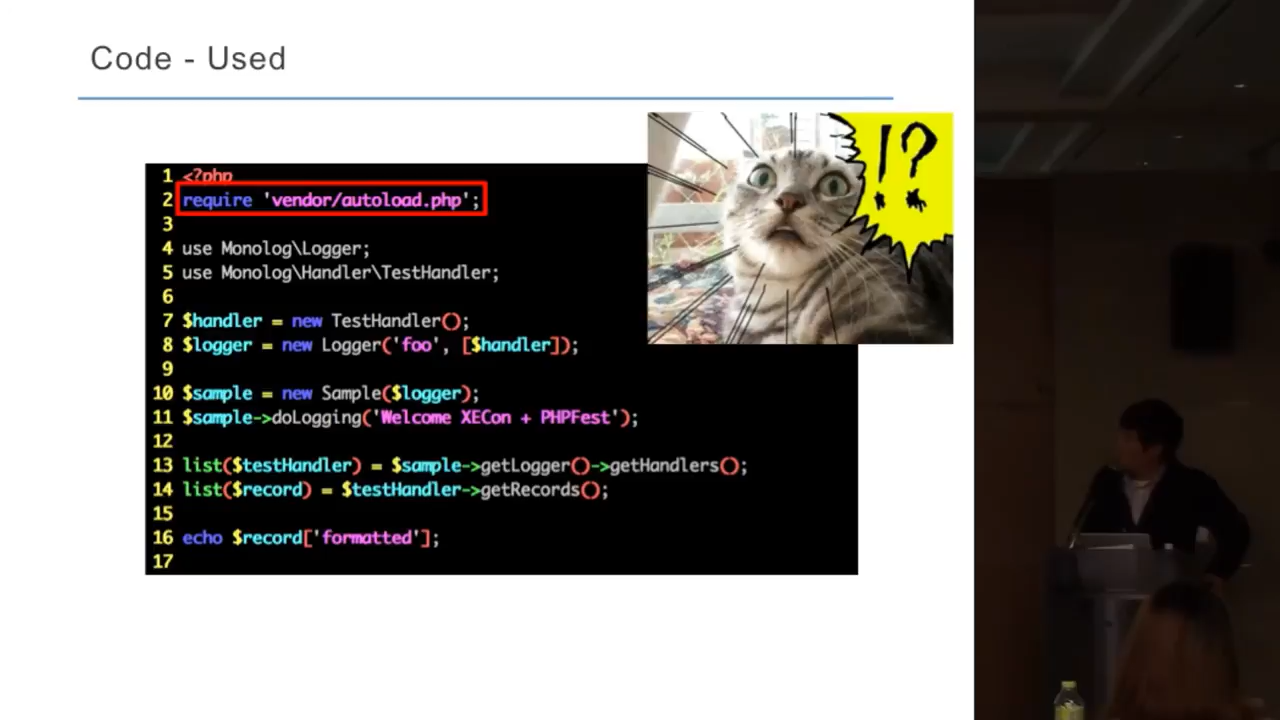 Code - Used
!?
1 <?php
2 require 'vendor/autoload.php';
3
4 use Monolog\Logger;
5 use Monolog\Handler\TestHandler;
6
7 $handler = new TestHandler();
8 $logger = new Logger('foo', [$handler]);
9
10 $sample = new Sample($logger);
11 $sample->doLogging('Welcome XECon + PHPFest');
12
13 list($testHandler) = $sample->getLogger()->getHandlers();
14 list($record) = $testHandler->getRecords();
15
16 echo $record['formatted'];
17